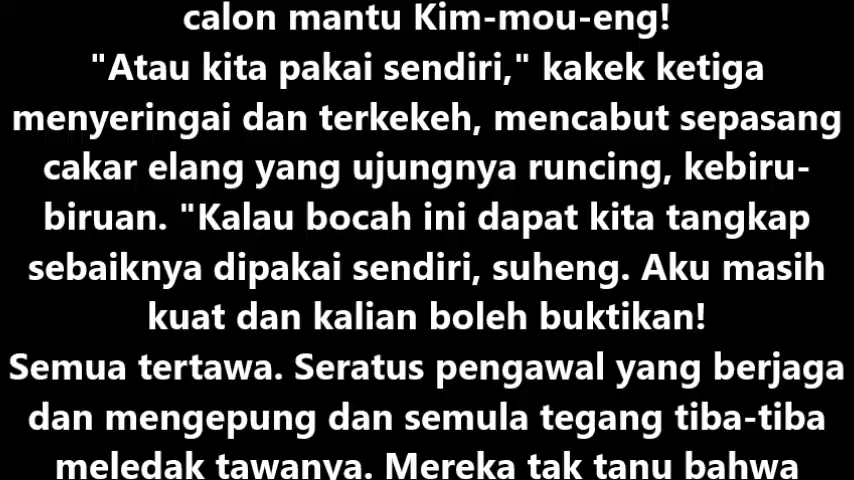 calon mantu Kim-mou-eng!
"Atau kita pakai sendiri," kakek ketiga
menyeringai dan terkekeh, mencabut sepasang
cakar elang yang ujungnya runcing, kebiru-
biruan. "Kalau bocah ini dapat kita tangkap
sebaiknya dipakai sendiri, suheng. Aku masih
kuat dan kalian boleh buktikan!
Semua tertawa. Seratus pengawal yang berjaga
dan mengepung dan semula tegang tiba-tiba
meledak tawanya. Mereka tak tanu bahwa